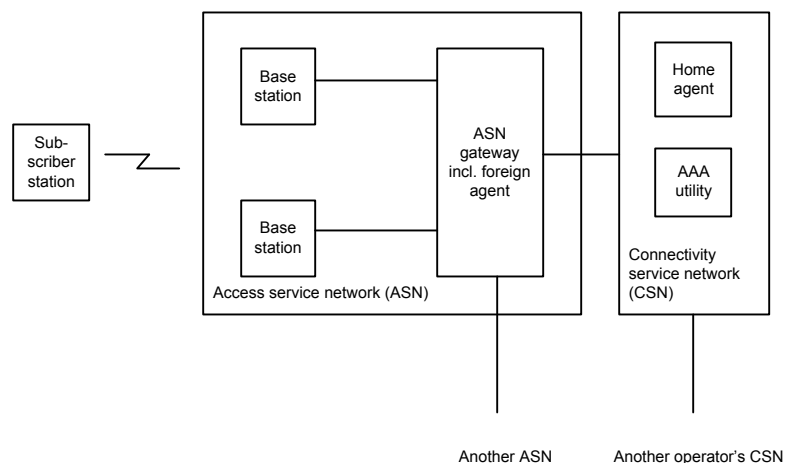 Sub-
scriber
station
Base
station
Base
station
ASN
gateway
incl. foreign
agent
Access service network (ASN)
Home
agent
AAA
utility
Connectivity
service network
(CSN)
Another ASN
Another operator's CSN